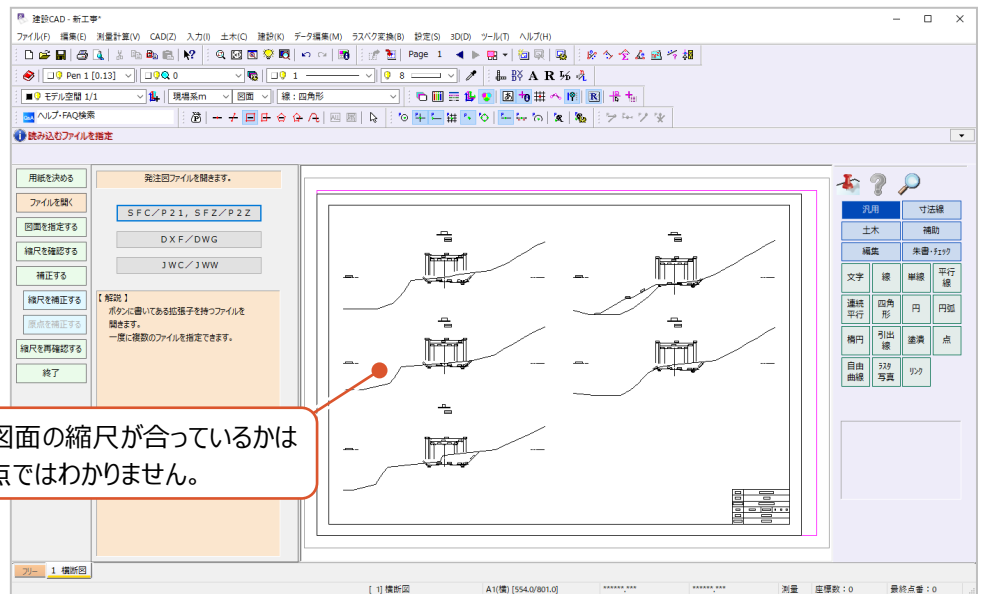 建設CAD - 新工事*
ファイル(F) 編集(E) 測量計算(V) CAD(Z) 入力(I) 土木(C) 建設(K) データ編集(M) ラスベク変換(B) 設定(S) 3D(D) ツール(T) ヘルプ(H)
Page 1
Pen 1 [0.13] 0 1 8
A R
モデル空間 1/1 現場系m 図面 線：四角形
ヘルプ・FAQ検索
読み込むファイルを指定
用紙を決める
ファイルを開く
図面を指定する
縮尺を確認する
補正する
縮尺を補正する
原点を補正する
縮尺を再確認する
終了
発注図ファイルを開きます。
ＳＦＣ／Ｐ２１，ＳＦＺ／Ｐ２Ｚ
ＤＸＦ／ＤＷＧ
ＪＷＣ／ＪＷＷ
【 解説 】
ボタンに書いてある拡張子を持つファイルを
開きます。
一度に複数のファイルを指定できます。
図面の縮尺が合っているかは
点ではわかりません。
汎用 寸法線
土木 補助
編集 朱書・チェック
文字 線 単線 平行線
連続平行 四角形 円 円弧
楕円 引出線 塗潰 点
自由曲線 ラスタ写真 リンク
フリー 1 横断図
[ 1] 横断図 A1(横) [554.0/801.0] ******.*** ******.*** 測量 座標数：0 最終点番：0